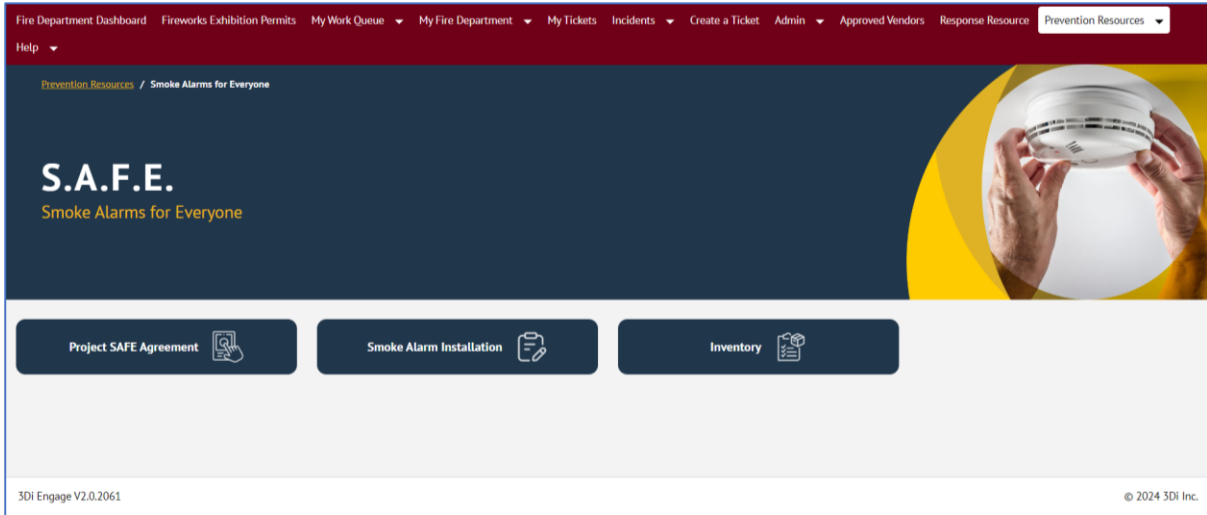 Fire Department Dashboard Fireworks Exhibition Permits My Work Queue My Fire Department My Tickets Incidents Create a Ticket Admin Approved Vendors Response Resource Prevention Resources
Help
Prevention Resources / Smoke Alarms for Everyone
S.A.F.E.
Smoke Alarms for Everyone
Project SAFE Agreement Smoke Alarm Installation Inventory
3Di Engage V2.0.2061 © 2024 3Di Inc.